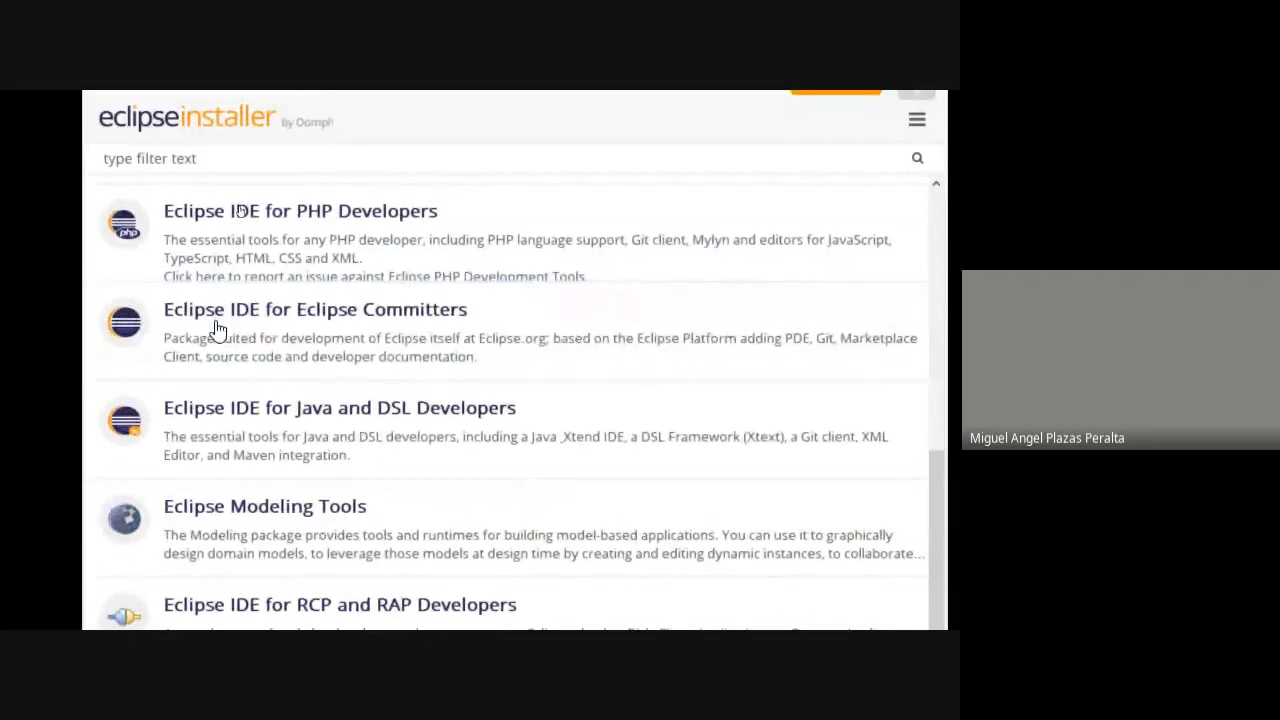 eclipseinstaller by Oomph
type filter text
Eclipse IDE for PHP Developers
The essential tools for any PHP developer, including PHP language support, Git client, Mylyn and editors for JavaScript,
TypeScript, HTML, CSS and XML.
Click here to report an issue against Eclipse PHP Development Tools.
Eclipse IDE for Eclipse Committers
Package suited for development of Eclipse itself at Eclipse.org; based on the Eclipse Platform adding PDE, Git, Marketplace
Client, source code and developer documentation.
Eclipse IDE for Java and DSL Developers
The essential tools for Java and DSL developers, including a Java ,Xtend IDE, a DSL Framework (Xtext), a Git client, XML
Editor, and Maven integration.
Eclipse Modeling Tools
The Modeling package provides tools and runtimes for building model-based applications. You can use it to graphically
design domain models, to leverage those models at design time by creating and editing dynamic instances, to collaborate...
Eclipse IDE for RCP and RAP Developers
Miguel Angel Plazas Peralta